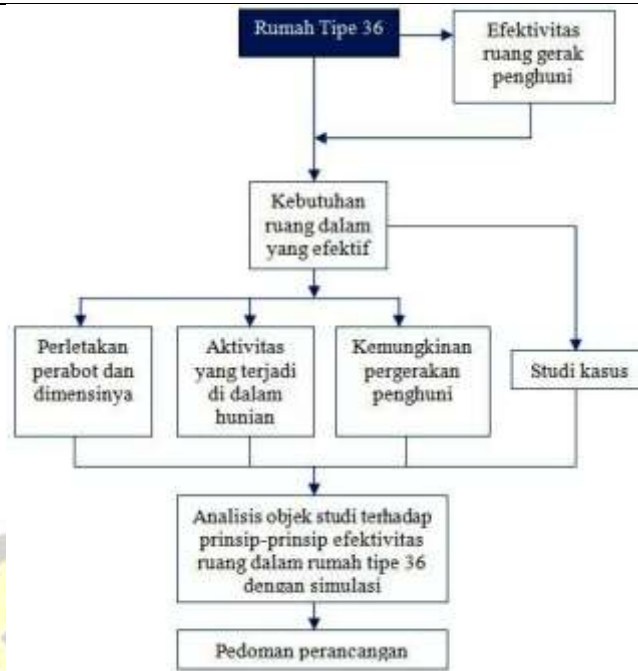 Rumah Tipe 36
Efektivitas
ruang gerak
penghuni
Kebutuhan
ruang dalam
yang efektif
Perletakan
perabot dan
dimensinya
Aktivitas
yang terjadi
di dalam
hunian
Kemungkinan
pergerakan
penghuni
Studi kasus
Analisis objek studi terhadap
prinsip-prinsip efektivitas
ruang dalam rumah tipe 36
dengan simulasi
Pedoman perancangan